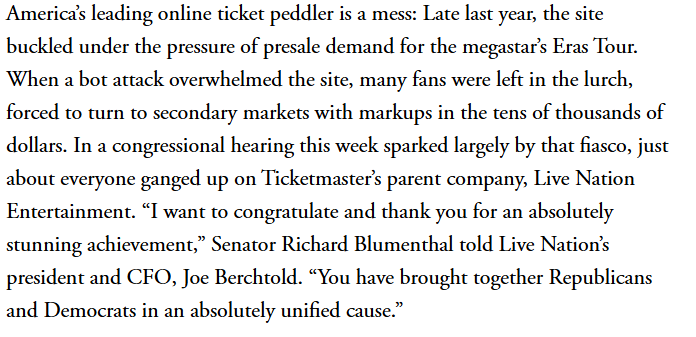 America’s leading online ticket peddler is a mess: Late last year, the site
buckled under the pressure of presale demand for the megastar’s Eras Tour.
When a bot attack overwhelmed the site, many fans were left in the lurch,
forced to turn to secondary markets with markups in the tens of thousands of
dollars. In a congressional hearing this week sparked largely by that fiasco, just
about everyone ganged up on Ticketmaster’s parent company, Live Nation
Entertainment. “I want to congratulate and thank you for an absolutely
stunning achievement,” Senator Richard Blumenthal told Live Nation’s
president and CFO, Joe Berchtold. “You have brought together Republicans
and Democrats in an absolutely unified cause.”